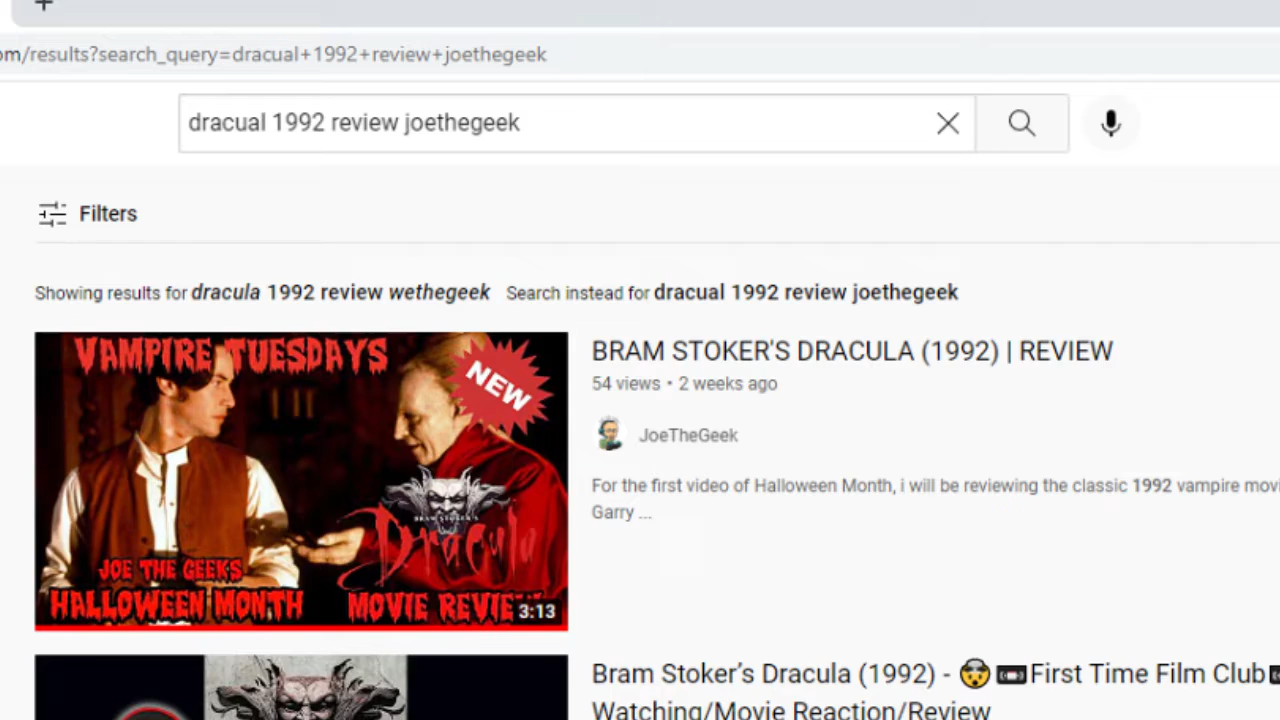 om/results?search_query=dracual+1992+review+joethegeek
dracual 1992 review joethegeek
Filters
Showing results for dracula 1992 review wethegeek Search instead for dracual 1992 review joethegeek
VAMPIRE TUESDAYS
NEW
BRAM STOKER'S
Dracula
JOE THE GEEKS
HALLOWEEN MONTH
MOVIE REVIE
3:13
BRAM STOKER'S DRACULA (1992) | REVIEW
54 views • 2 weeks ago
JoeTheGeek
For the first video of Halloween Month, i will be reviewing the classic 1992 vampire movi
Garry ...
Bram Stoker's Dracula (1992) - 😲📼First Time Film Club
Watching/Movie Reaction/Review